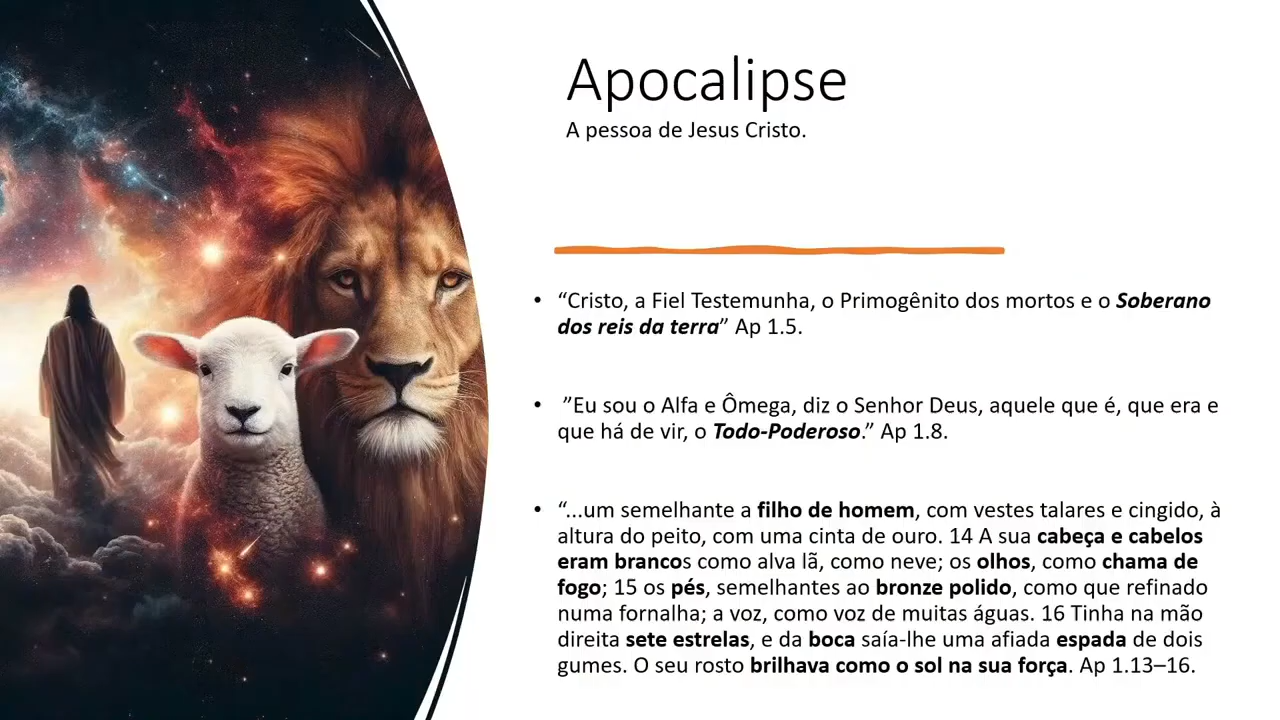 Apocalipse
A pessoa de Jesus Cristo.
• “Cristo, a Fiel Testemunha, o Primogênito dos mortos e o Soberano
dos reis da terra” Ap 1.5.
• ”Eu sou o Alfa e Ômega, diz o Senhor Deus, aquele que é, que era e
que há de vir, o Todo-Poderoso.” Ap 1.8.
• “...um semelhante a filho de homem, com vestes talares e cingido, à
altura do peito, com uma cinta de ouro. 14 A sua cabeça e cabelos
eram brancos como alva lã, como neve; os olhos, como chama de
fogo; 15 os pés, semelhantes ao bronze polido, como que refinado
numa fornalha; a voz, como voz de muitas águas. 16 Tinha na mão
direita sete estrelas, e da boca saía-lhe uma afiada espada de dois
gumes. O seu rosto brilhava como o sol na sua força. Ap 1.13–16.